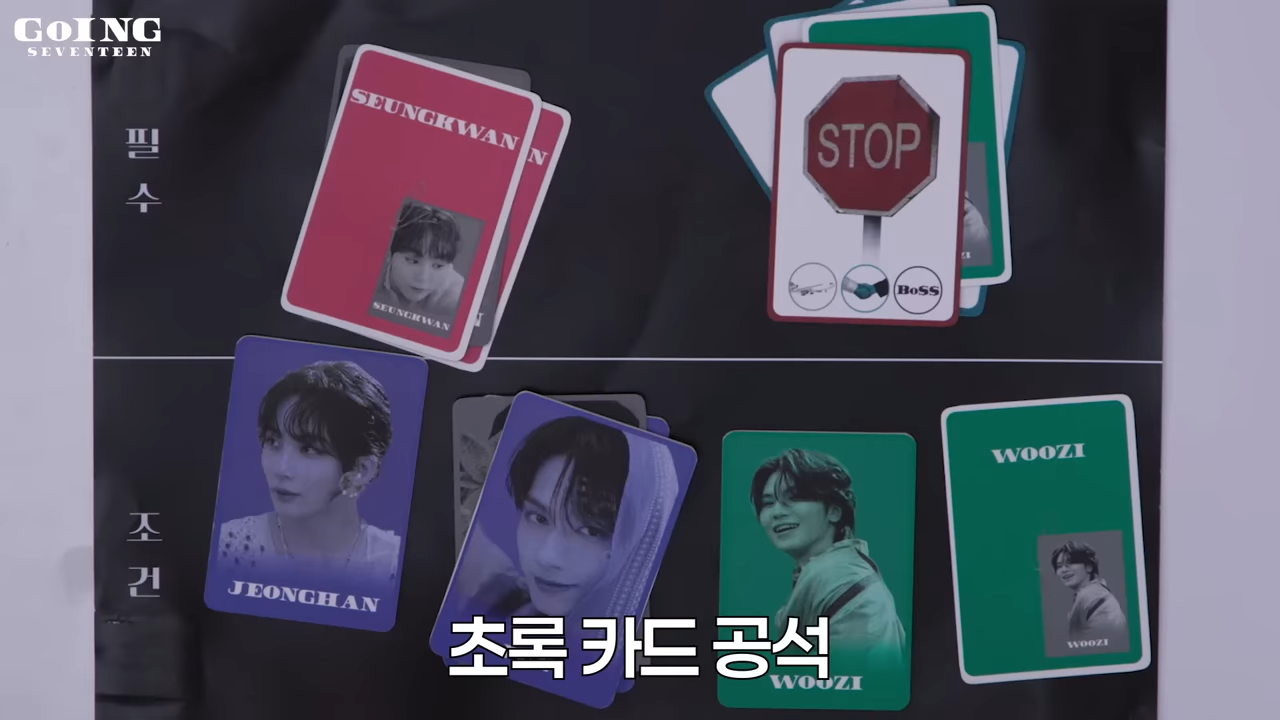 GoING
SEVENTEEN
필
수
SEUNGKWAN
N
SEUNGKWAN
STOP
BoSS
ZI
조
건
JEONGHAN
WOOZI
WOOZI
WOOZI
초록 카드 공석